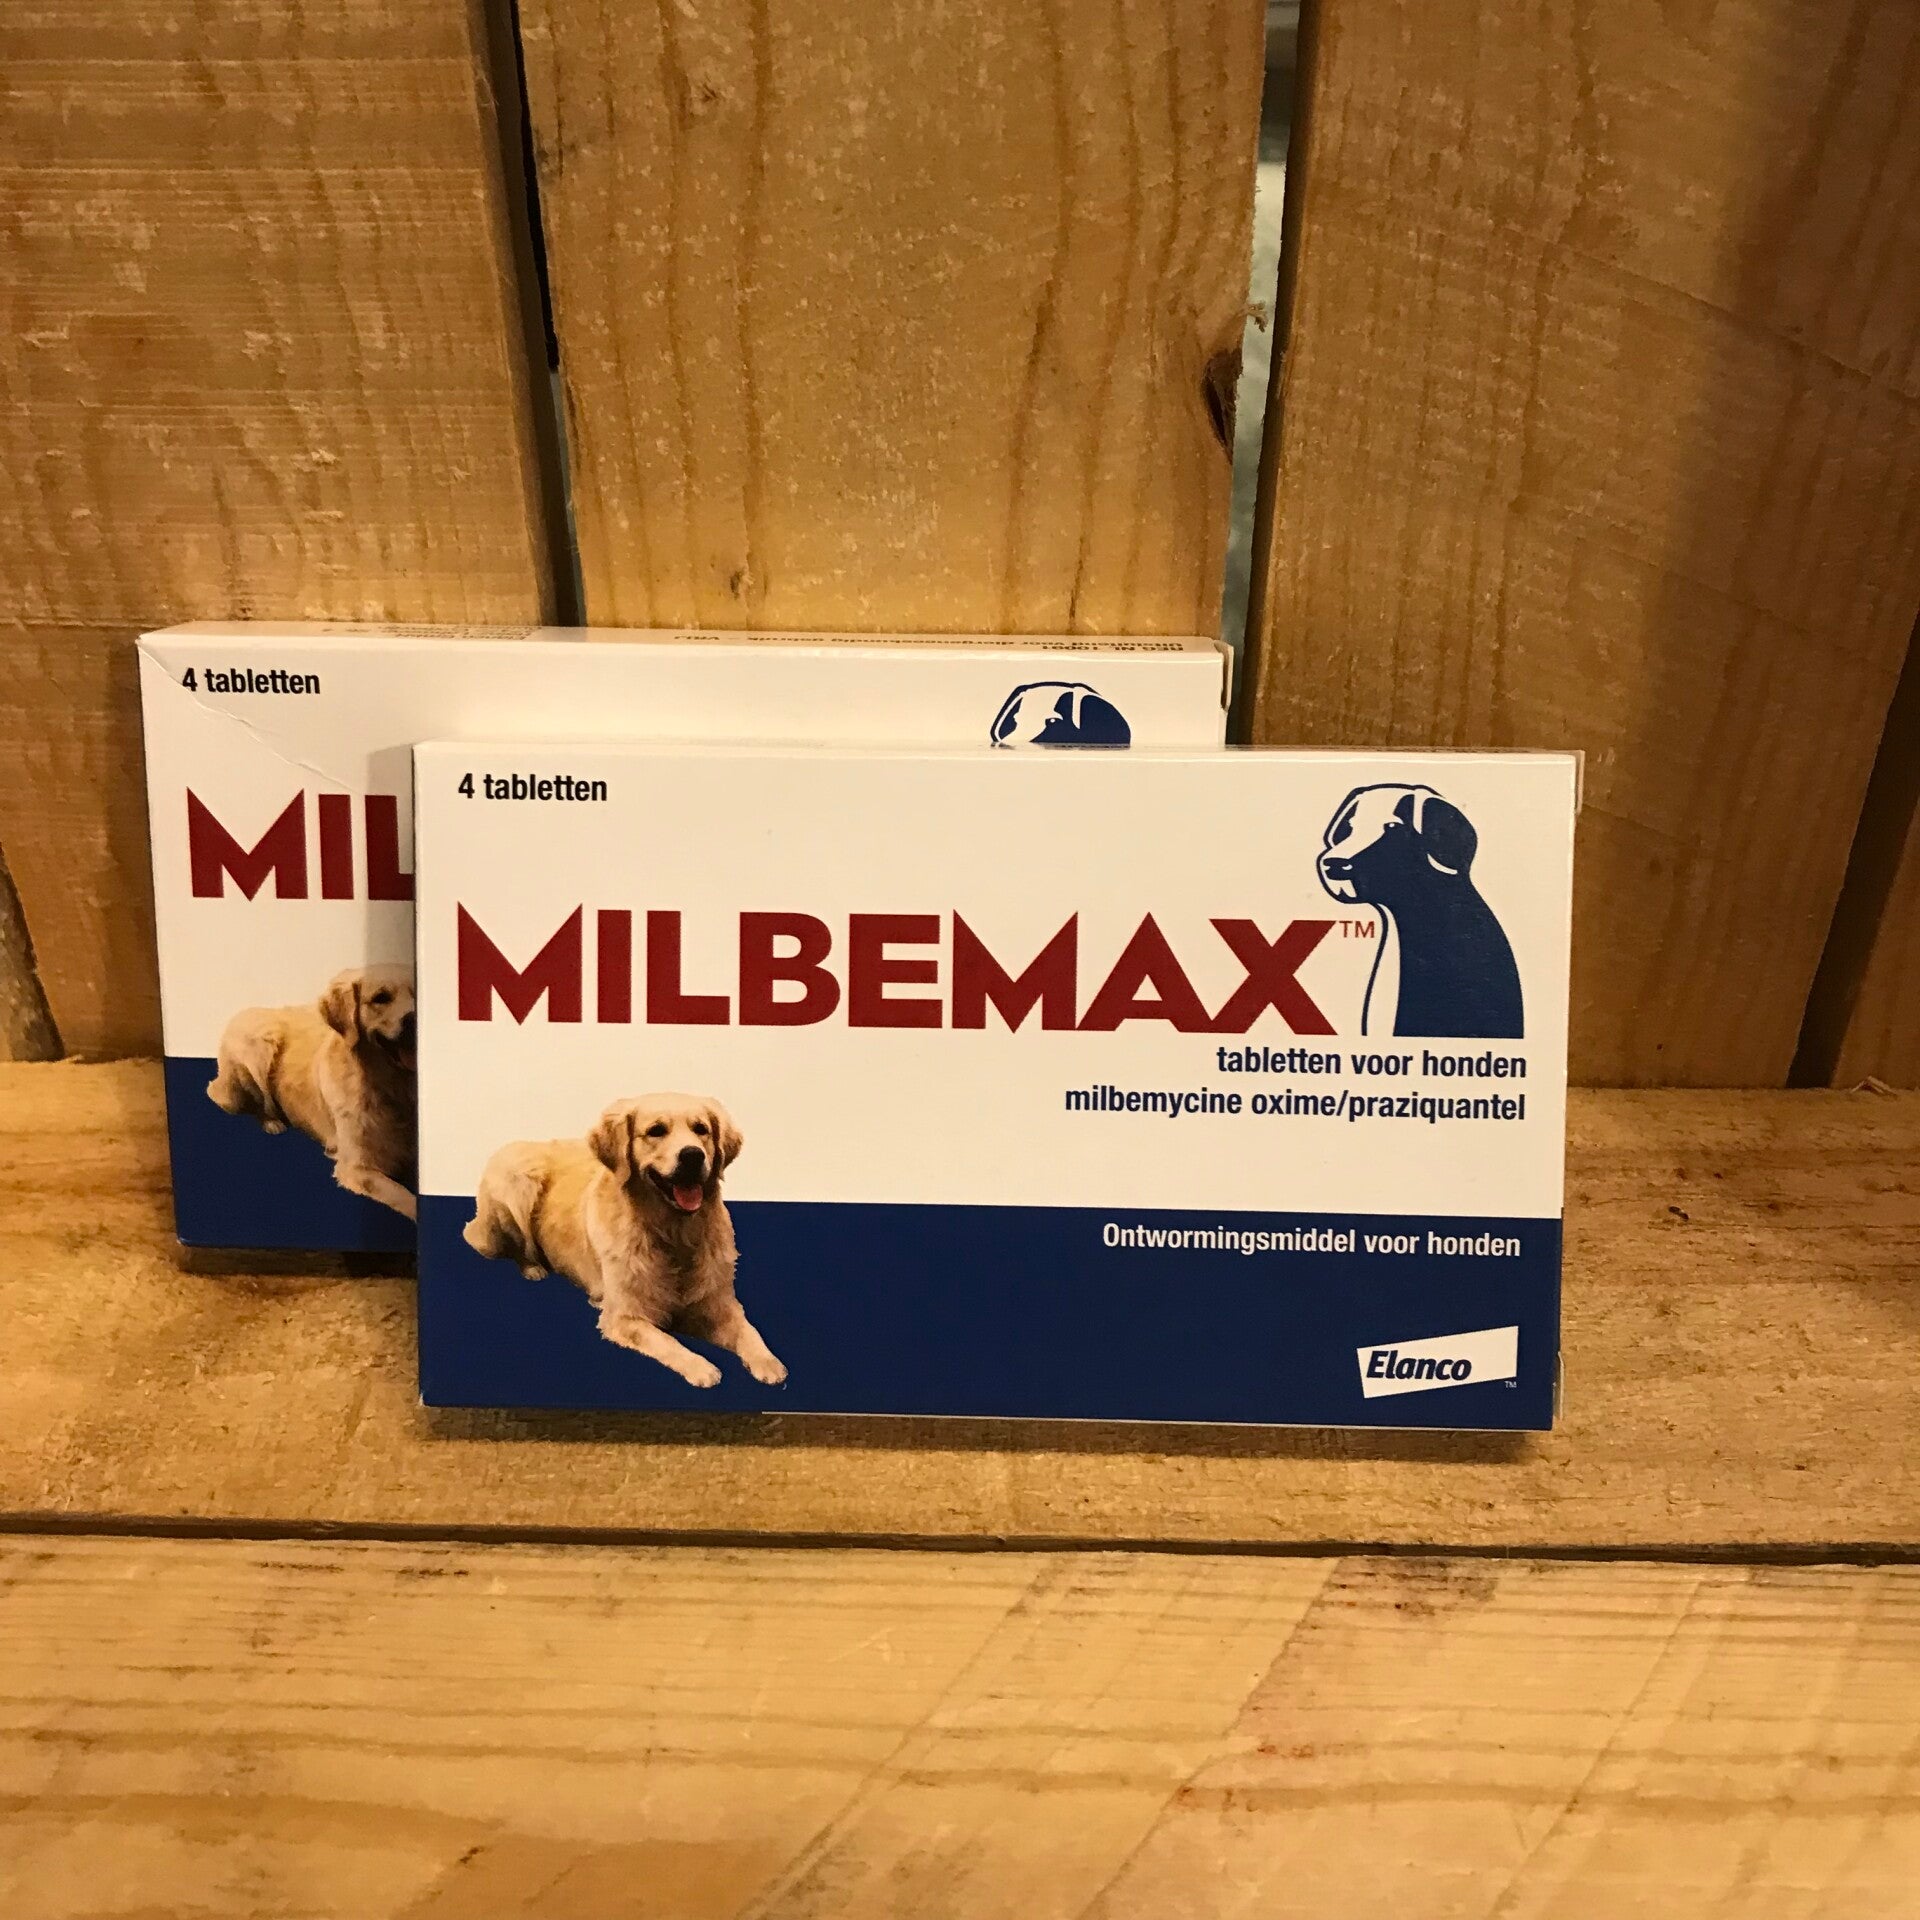 4 tabletten
MIL
4 tabletten
MILBEMAX™
tabletten voor honden
milbemycine oxime/praziquantel
Ontwormingsmiddel voor honden
Elanco™